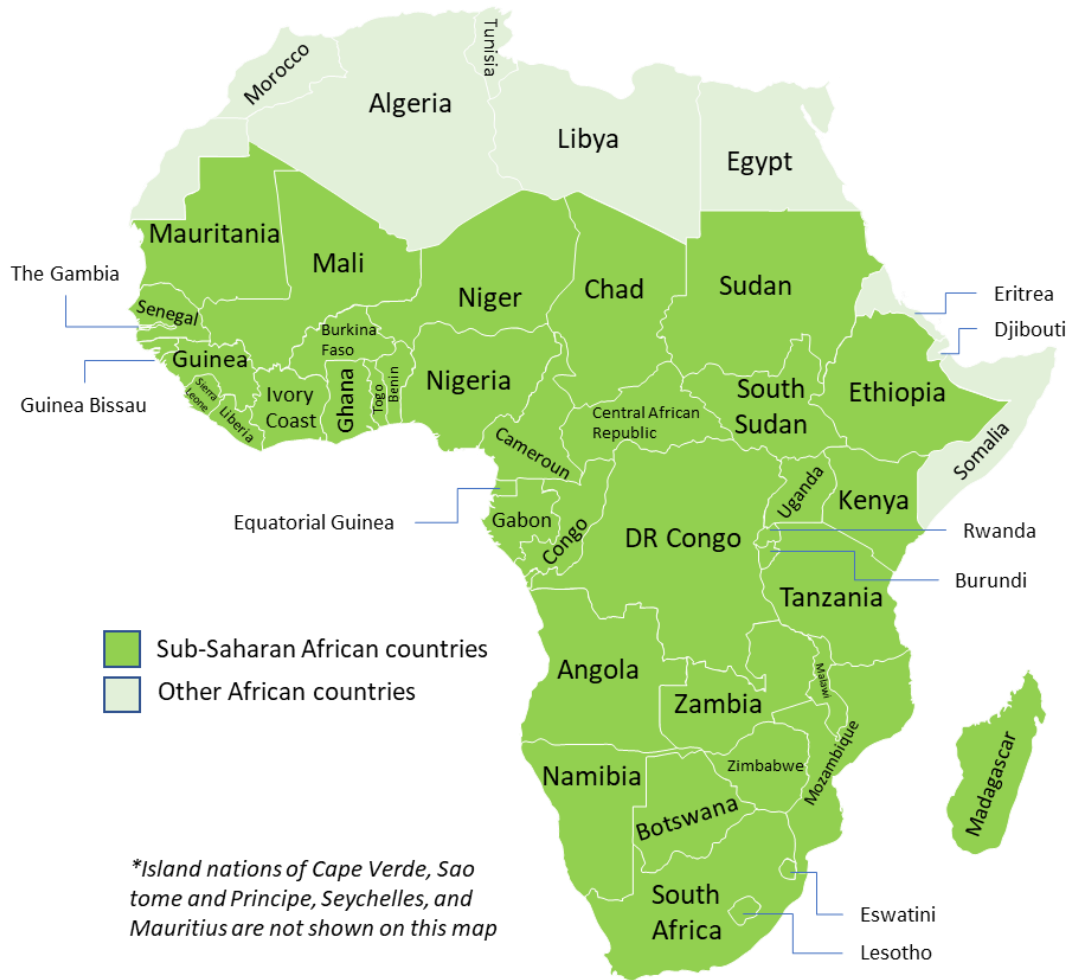 Tunisia
Morocco
Algeria
Libya
Egypt
Mauritania
Mali
Niger
Chad
Sudan
The Gambia
Eritrea
Senegal
Djibouti
Burkina
Faso
Guinea
Nigeria
South
Sudan
Ethiopia
Guinea Bissau
Sierra
Leone
Liberia
Ivory
Coast
Ghana
Togo
Benin
Central African
Republic
Cameroun
Somalia
Uganda
Kenya
Equatorial Guinea
Gabon
Congo
DR Congo
Rwanda
Burundi
Tanzania
Sub-Saharan African countries
Other African countries
Angola
Zambia
Malawi
Mozambique
Zimbabwe
Namibia
Botswana
Madagascar
*Island nations of Cape Verde, Sao
tome and Principe, Seychelles, and
Mauritius are not shown on this map
South
Africa
Eswatini
Lesotho